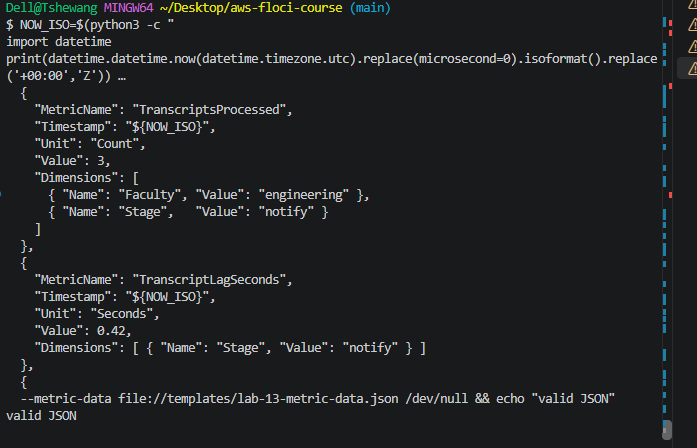 Dell@Tshewang MINGW64 ~/Desktop/aws-floci-course (main)
$ NOW_ISO=$(python3 -c "
import datetime
print(datetime.datetime.now(datetime.timezone.utc).replace(microsecond=0).isoformat().replace
('+00:00','Z')) …
  {
    "MetricName": "TranscriptsProcessed",
    "Timestamp": "${NOW_ISO}",
    "Unit": "Count",
    "Value": 3,
    "Dimensions": [
      { "Name": "Faculty", "Value": "engineering" },
      { "Name": "Stage",   "Value": "notify" }
    ]
  },
  {
    "MetricName": "TranscriptLagSeconds",
    "Timestamp": "${NOW_ISO}",
    "Unit": "Seconds",
    "Value": 0.42,
    "Dimensions": [ { "Name": "Stage", "Value": "notify" } ]
  },
  {
  --metric-data file://templates/lab-13-metric-data.json /dev/null && echo "valid JSON"
valid JSON